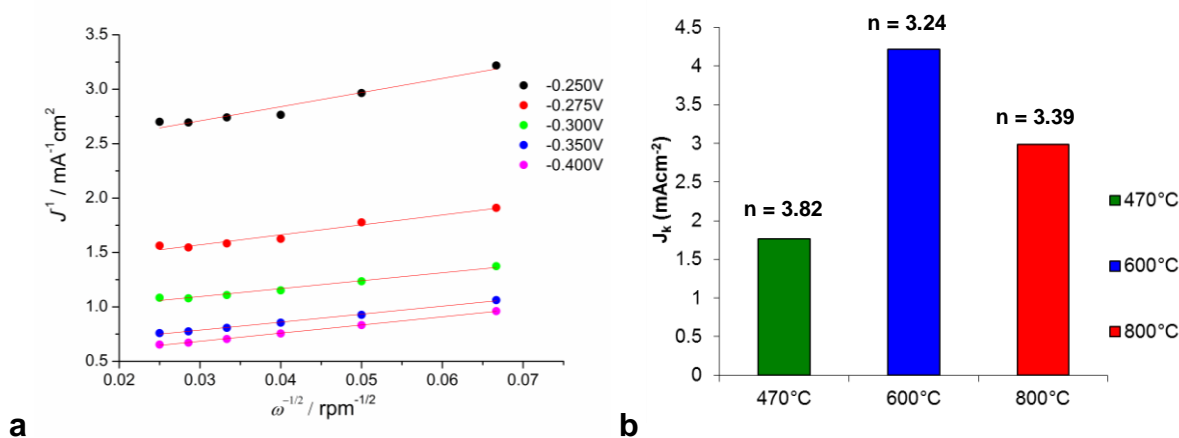 3.5
3.0
2.5
2.0
1.5
1.0
0.5
0.02
0.03
0.04
0.05
0.06
0.07
J⁻¹ / mA⁻¹cm²
ω⁻¹/² / rpm⁻¹/²
-0.250V
-0.275V
-0.300V
-0.350V
-0.400V
a
4.5
4
3.5
3
2.5
2
1.5
1
0.5
0
Jₖ (mAcm⁻²)
n = 3.82
n = 3.24
n = 3.39
470°C
600°C
800°C
470°C
600°C
800°C
b